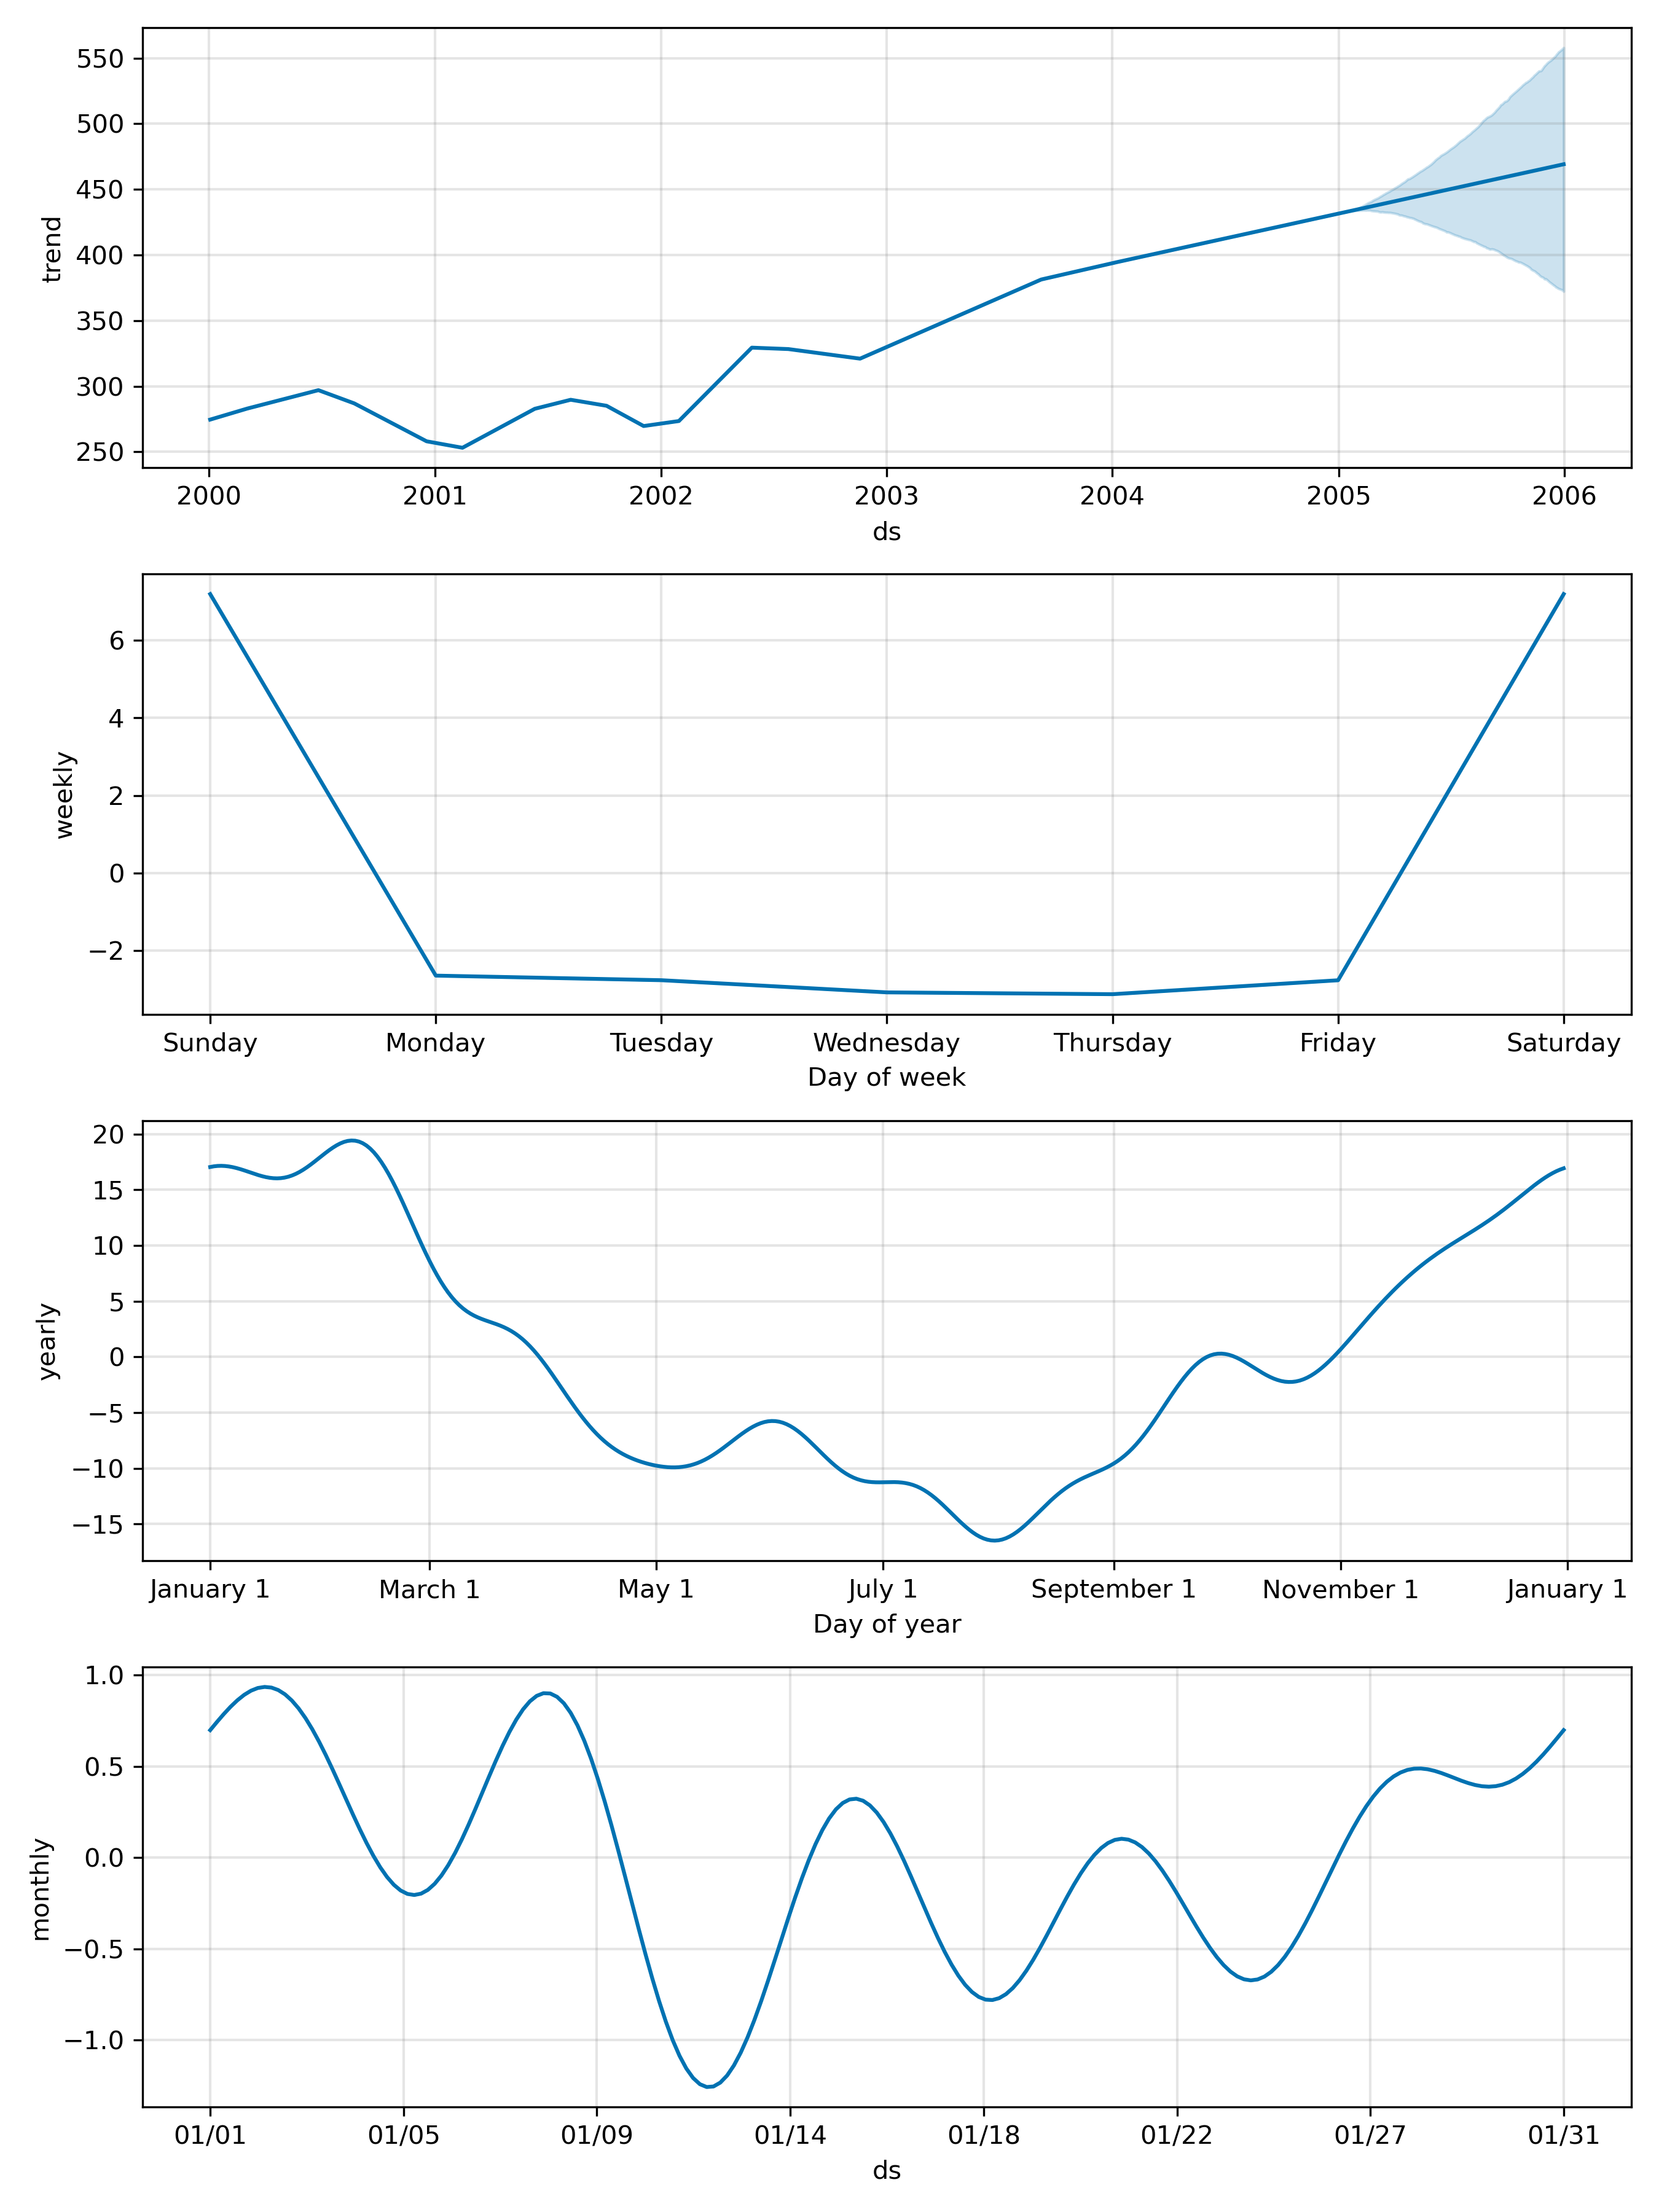 550
500
450
400
350
300
250
trend
2000 2001 2002 2003 2004 2005 2006
ds
6
4
2
0
−2
weekly
Sunday Monday Tuesday Wednesday Thursday Friday Saturday
Day of week
20
15
10
5
0
−5
−10
−15
yearly
January 1 March 1 May 1 July 1 September 1 November 1 January 1
Day of year
1.0
0.5
0.0
−0.5
−1.0
monthly
01/01 01/05 01/09 01/14 01/18 01/22 01/27 01/31
ds